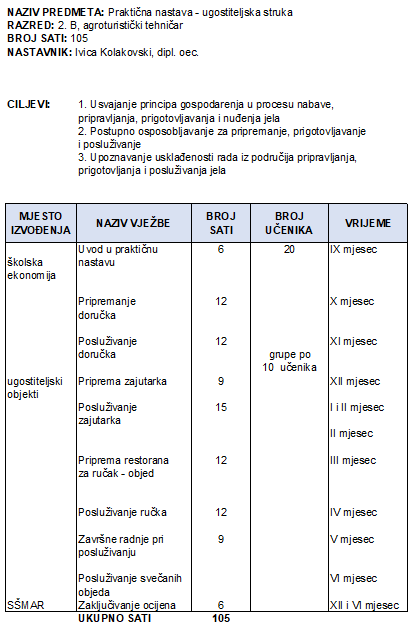 NAZIV PREDMETA: Praktična nastava - ugostiteljska struka
RAZRED: 2. B, agroturistički tehničar
BROJ SATI: 105
NASTAVNIK: Ivica Kolakovski, dipl. oec.
CILJEVI: 1. Usvajanje principa gospodarenja u procesu nabave,
pripravljanja, prigotovljavanja i nuđenja jela
2. Postupno osposobljavanje za pripremanje, prigotovljavanje
i posluživanje
3. Upoznavanje usklađenosti rada iz područija pripravljanja,
prigotovljanja i posluživanja jela
MJESTO IZVOĐENJA NAZIV VJEŽBE BROJ SATI BROJ UČENIKA VRIJEME
Uvod u praktičnu 6 20 IX mjesec
školska nastavu
ekonomija
Pripremanje 12 X mjesec
doručka
Posluživanje 12 XI mjesec
doručka grupe po
10 učenika
ugostiteljski Priprema zajutarka 9 XII mjesec
objekti
Posluživanje 15 I i II mjesec
zajutarka
II mjesec
Priprema restorana 12 III mjesec
za ručak - objed
Posluživanje ručka 12 IV mjesec
Završne radnje pri 9 V mjesec
posluživanju
Posluživanje svečanih VI mjesec
objeda
SŠMAR Zaključivanje ocijena 6 XII i VI mjesec
UKUPNO SATI 105